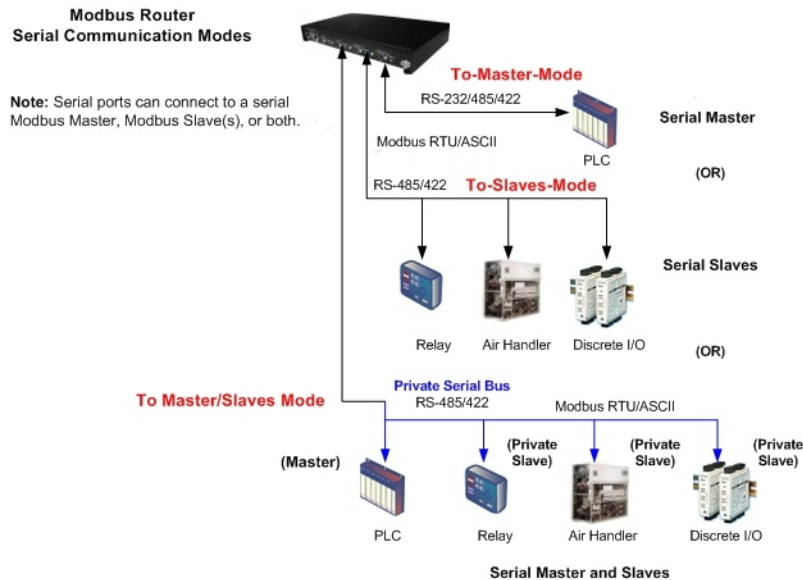 Modbus Router
Serial Communication Modes
Note: Serial ports can connect to a serial
Modbus Master, Modbus Slave(s), or both.
To-Master-Mode
RS-232/485/422
Serial Master
PLC
Modbus RTU/ASCII
(OR)
RS-485/422
To-Slaves-Mode
Serial Slaves
Relay
Air Handler
Discrete I/O
(OR)
Private Serial Bus
To Master/Slaves Mode
RS-485/422
Modbus RTU/ASCII
(Master)
(Private
Slave)
(Private
Slave)
(Private
Slave)
PLC
Relay
Air Handler
Discrete I/O
Serial Master and Slaves